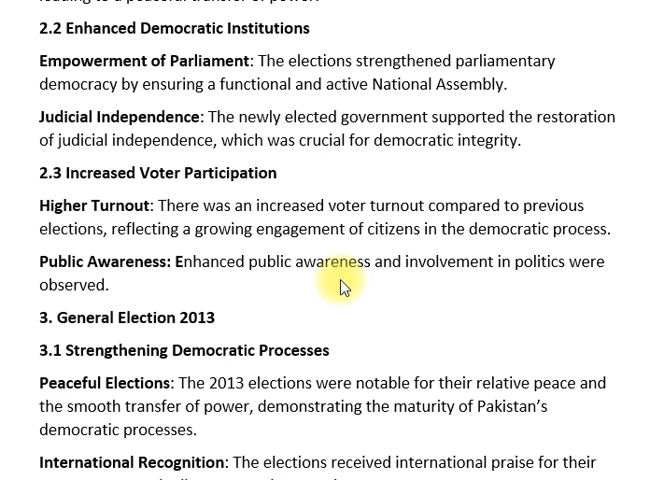 2.2 Enhanced Democratic Institutions
Empowerment of Parliament: The elections strengthened parliamentary
democracy by ensuring a functional and active National Assembly.
Judicial Independence: The newly elected government supported the restoration
of judicial independence, which was crucial for democratic integrity.
2.3 Increased Voter Participation
Higher Turnout: There was an increased voter turnout compared to previous
elections, reflecting a growing engagement of citizens in the democratic process.
Public Awareness: Enhanced public awareness and involvement in politics were
observed.
3. General Election 2013
3.1 Strengthening Democratic Processes
Peaceful Elections: The 2013 elections were notable for their relative peace and
the smooth transfer of power, demonstrating the maturity of Pakistan’s
democratic processes.
International Recognition: The elections received international praise for their